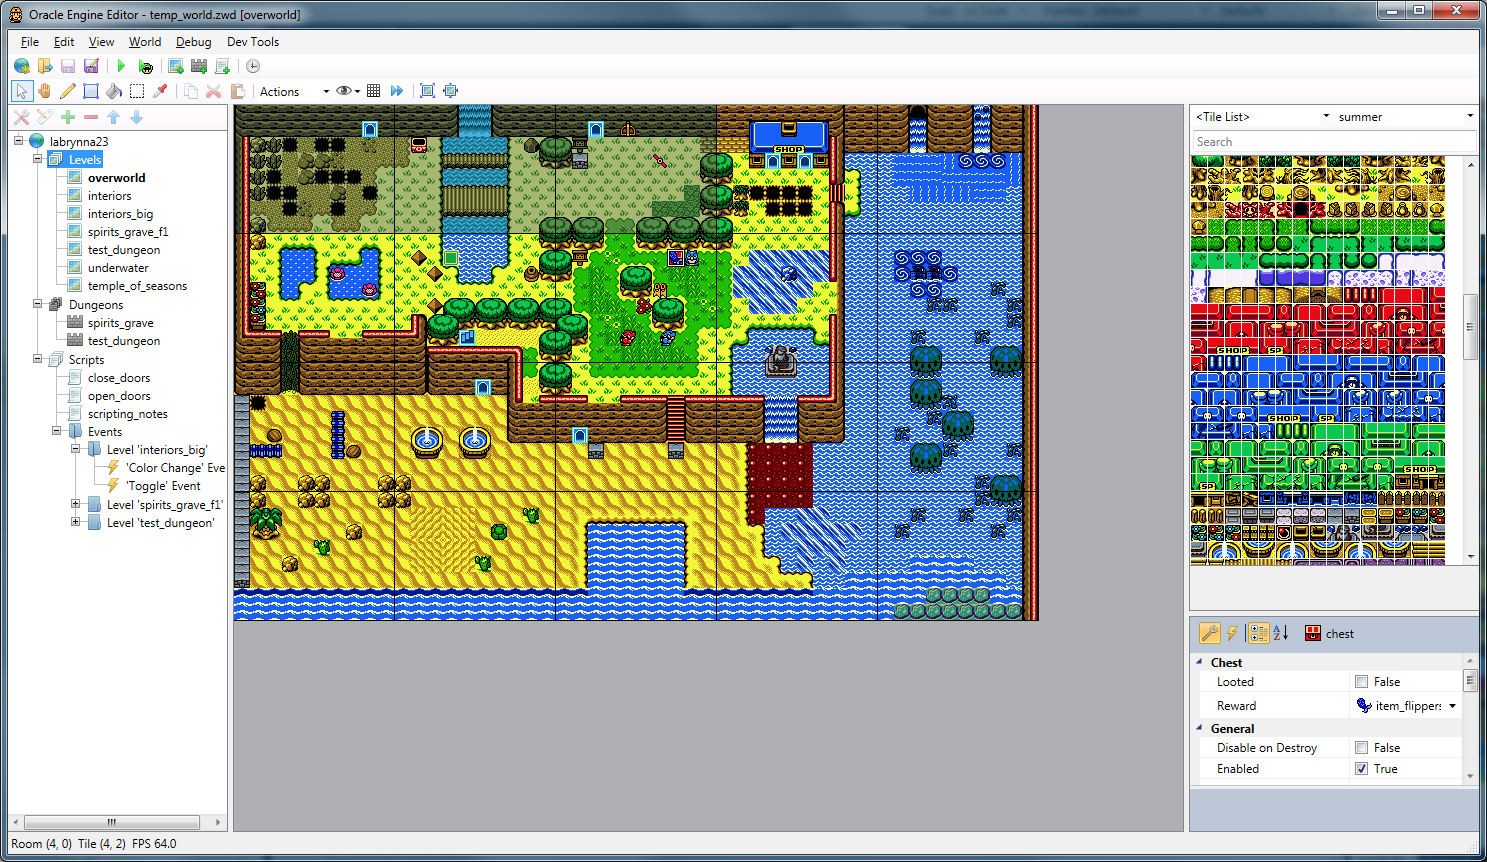 Oracle Engine Editor - temp_world.zwd [overworld]
File Edit View World Debug Dev Tools
Actions
labrynna23
Levels
overworld
interiors
interiors_big
spirits_grave_f1
test_dungeon
underwater
temple_of_seasons
Dungeons
spirits_grave
test_dungeon
Scripts
close_doors
open_doors
scripting_notes
Events
Level 'interiors_big'
'Color Change' Eve
'Toggle' Event
Level 'spirits_grave_f1'
Level 'test_dungeon'
SHOP
<Tile List> summer
Search
SHOP SP
SHOP SP
SHOP
SP
chest
Chest
Looted False
Reward item_flippers
General
Disable on Destroy False
Enabled True
Room (4, 0) Tile (4, 2) FPS 64.0